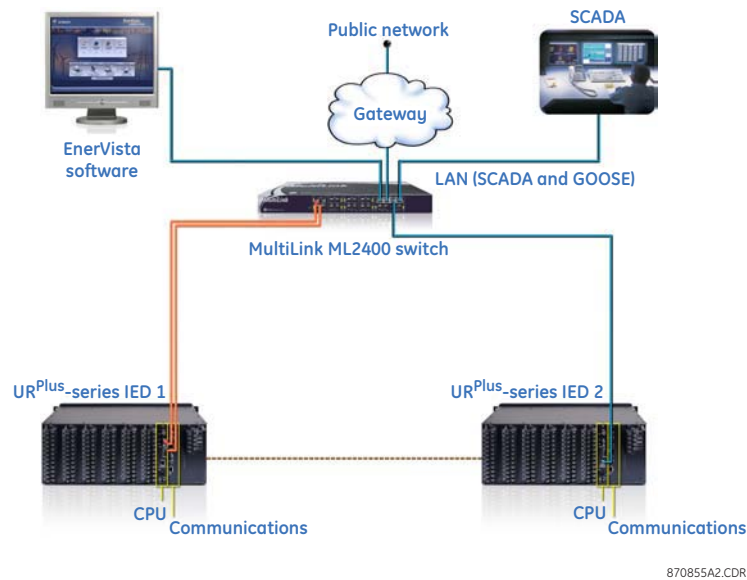 SCADA
Public network
Gateway
EnerVista
software
LAN (SCADA and GOOSE)
MultiLink ML2400 switch
URPlus-series IED 1
URPlus-series IED 2
CPU
Communications
CPU
Communications
870855A2.CDR